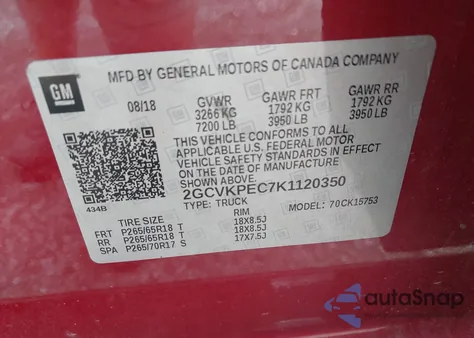 GM
MFD BY GENERAL MOTORS OF CANADA COMPANY
08/18 GVWR GAWR FRT GAWR RR
3266 KG 1792 KG 1792 KG
7200 LB 3950 LB 3950 LB
THIS VEHICLE CONFORMS TO ALL
APPLICABLE U.S. FEDERAL MOTOR VEHICLE
SAFETY AND THEFT PREVENTION STANDARDS IN EFFECT
ON THE DATE OF MANUFACTURE SHOWN ABOVE.
2GCVKPEC7K1120350
434B TYPE: TRUCK MODEL: 70CK15753
TIRE SIZE RIM
FRT P265/65R18 T 18X8.5J
RR P265/65R18 T 18X8.5J
P265/70R17 S 17X7.5J
autoSnap